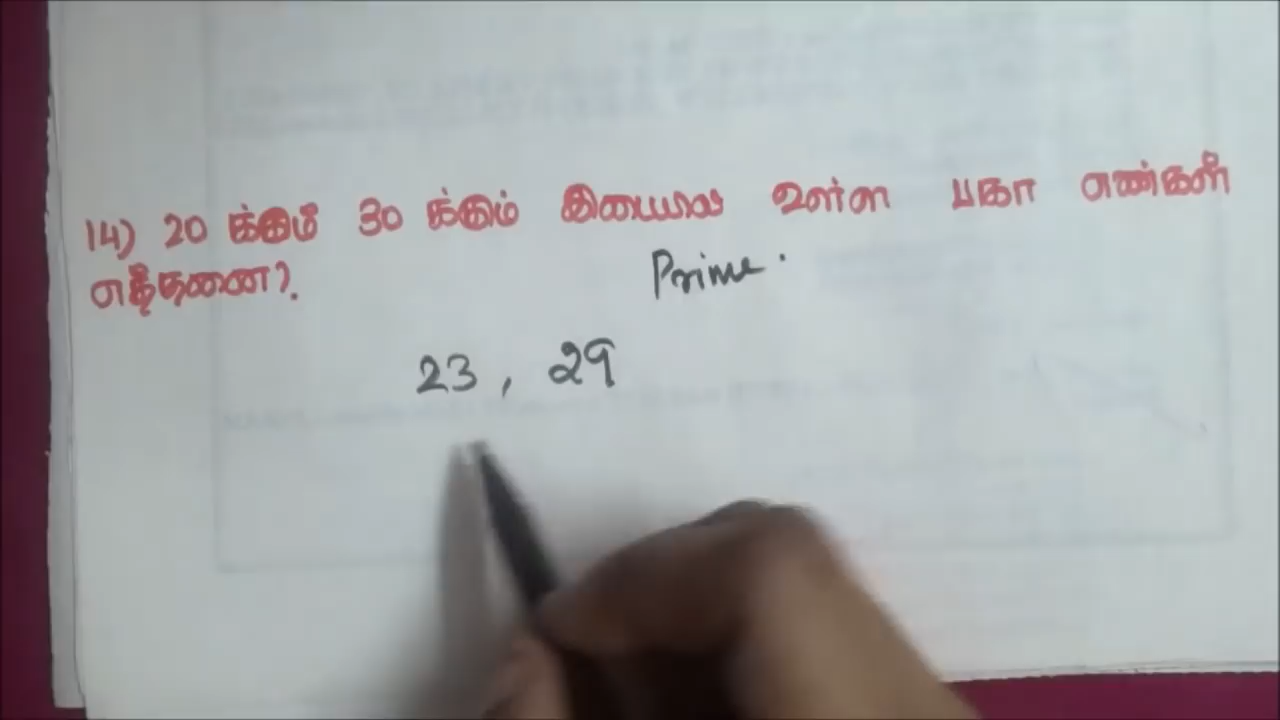 14) 20 க்கும் 30 க்கும் இடையில் உள்ள பகா எண்கள்
எத்தனை?.
Prime.
23, 29